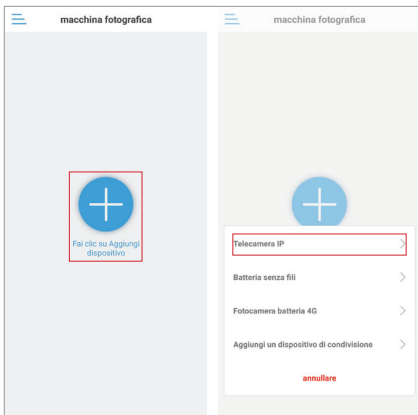 macchina fotografica
Fai clic su Aggiungi
dispositivo
macchina fotografica
Telecamera IP
Batteria senza fili
Fotocamera batteria 4G
Aggiungi un dispositivo di condivisione
annullare